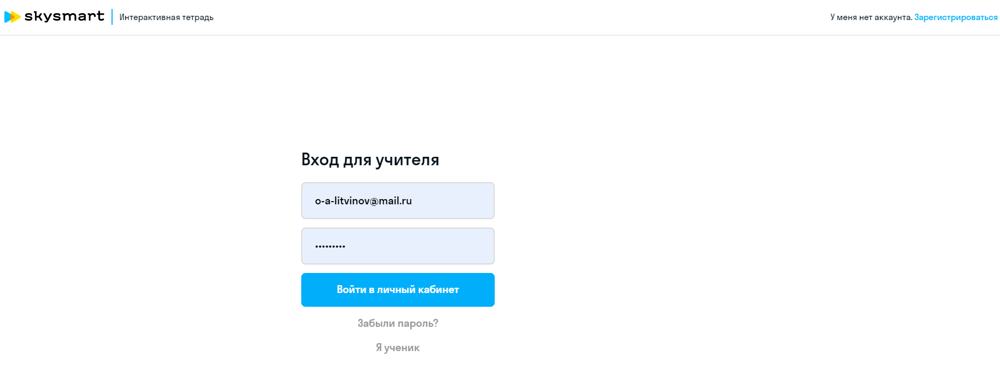 skysmart
Интерактивная тетрадь
У меня нет аккаунта. Зарегистрироваться
Вход для учителя
o-a-litvinov@mail.ru
•••••••••
Войти в личный кабинет
Забыли пароль?
Я ученик